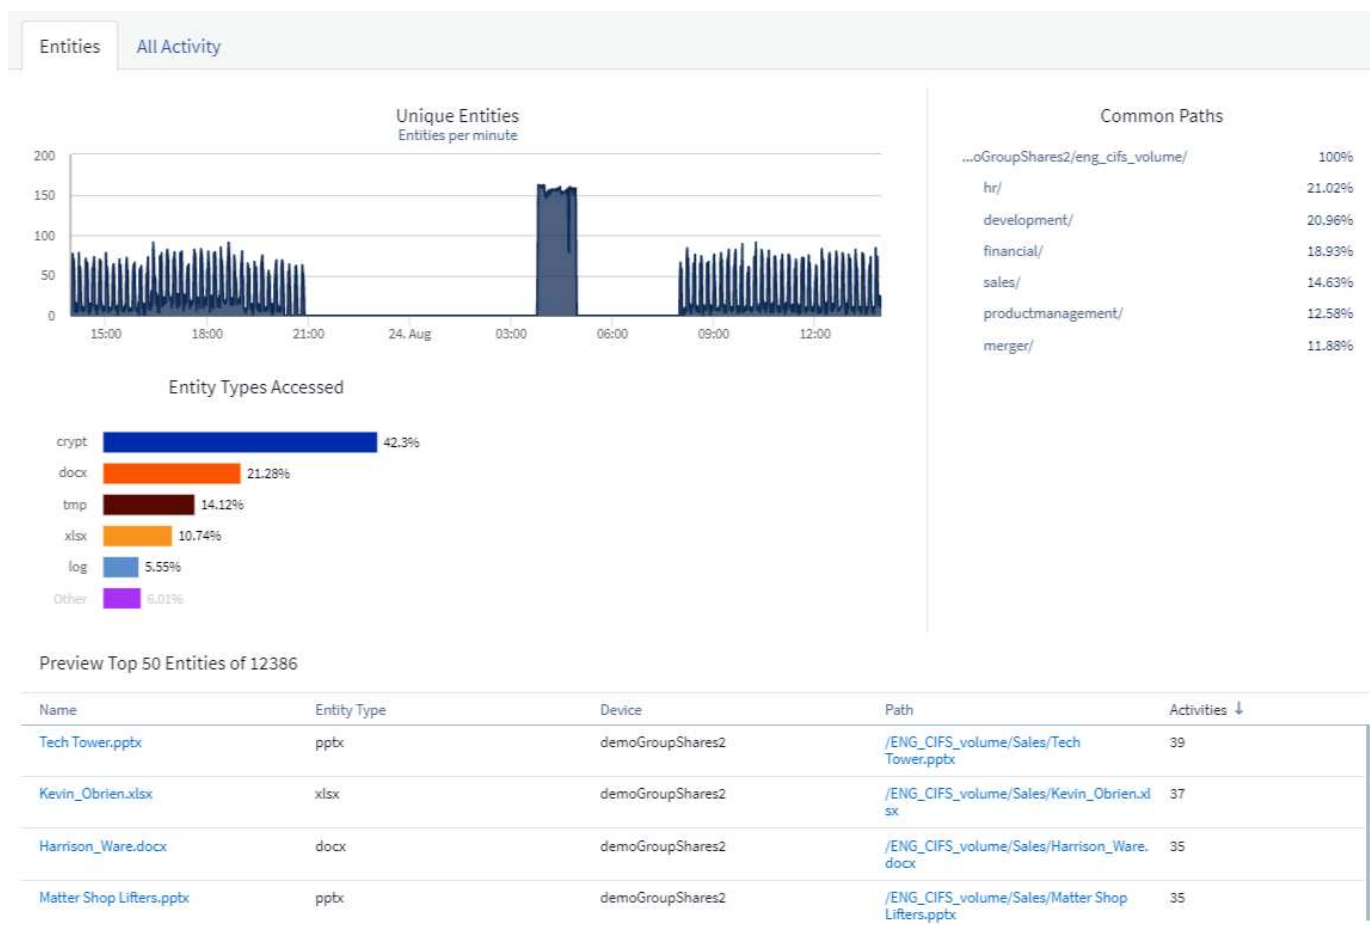 Entities
All Activity
Unique Entities
Entities per minute
200
150
100
50
0
15:00
18:00
21:00
24. Aug
03:00
06:00
09:00
12:00
Common Paths
...oGroupShares2/eng_cifs_volume/ 100%
hr/ 21.02%
development/ 20.96%
financial/ 18.93%
sales/ 14.63%
productmanagement/ 12.58%
merger/ 11.88%
Entity Types Accessed
crypt 42.3%
docx 21.28%
tmp 14.12%
xlsx 10.74%
log 5.55%
Other 6.01%
Preview Top 50 Entities of 12386
Name Entity Type Device Path Activities ↓
Tech Tower.pptx pptx demoGroupShares2 /ENG_CIFS_volume/Sales/Tech 39
Tower.pptx
Kevin_Obrien.xlsx xlsx demoGroupShares2 /ENG_CIFS_volume/Sales/Kevin_Obrien.xl 37
sx
Harrison_Ware.docx docx demoGroupShares2 /ENG_CIFS_volume/Sales/Harrison_Ware. 35
docx
Matter Shop Lifters.pptx pptx demoGroupShares2 /ENG_CIFS_volume/Sales/Matter Shop 35
Lifters.pptx